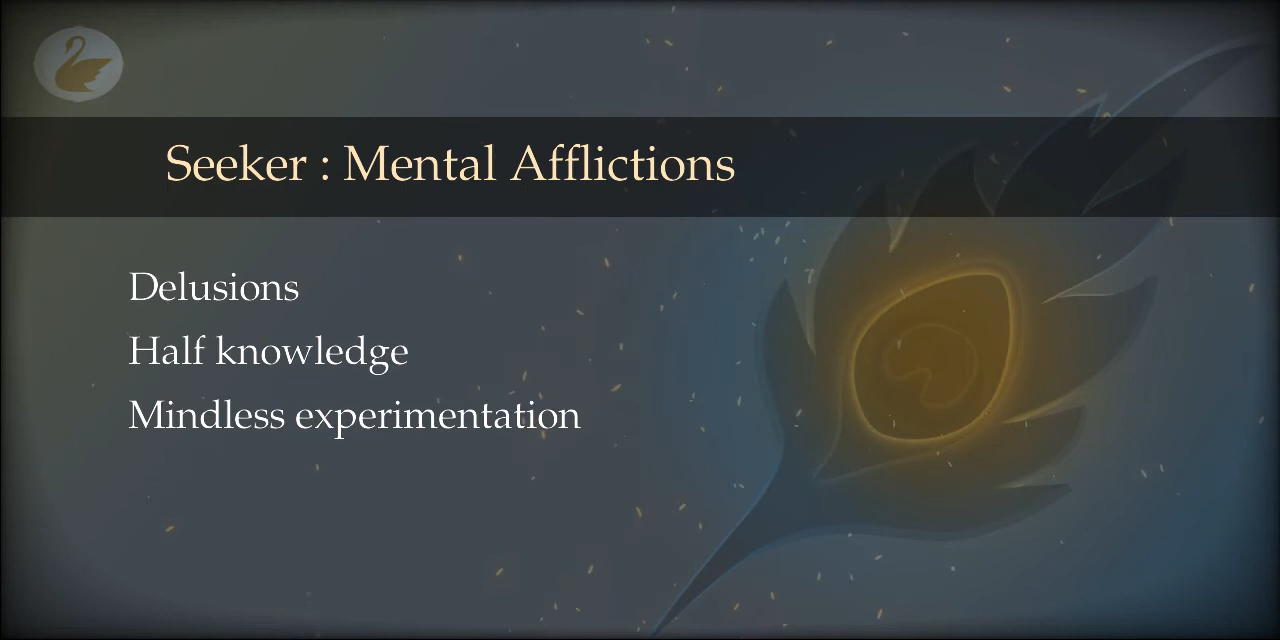 Seeker : Mental Afflictions
Delusions
Half knowledge
Mindless experimentation